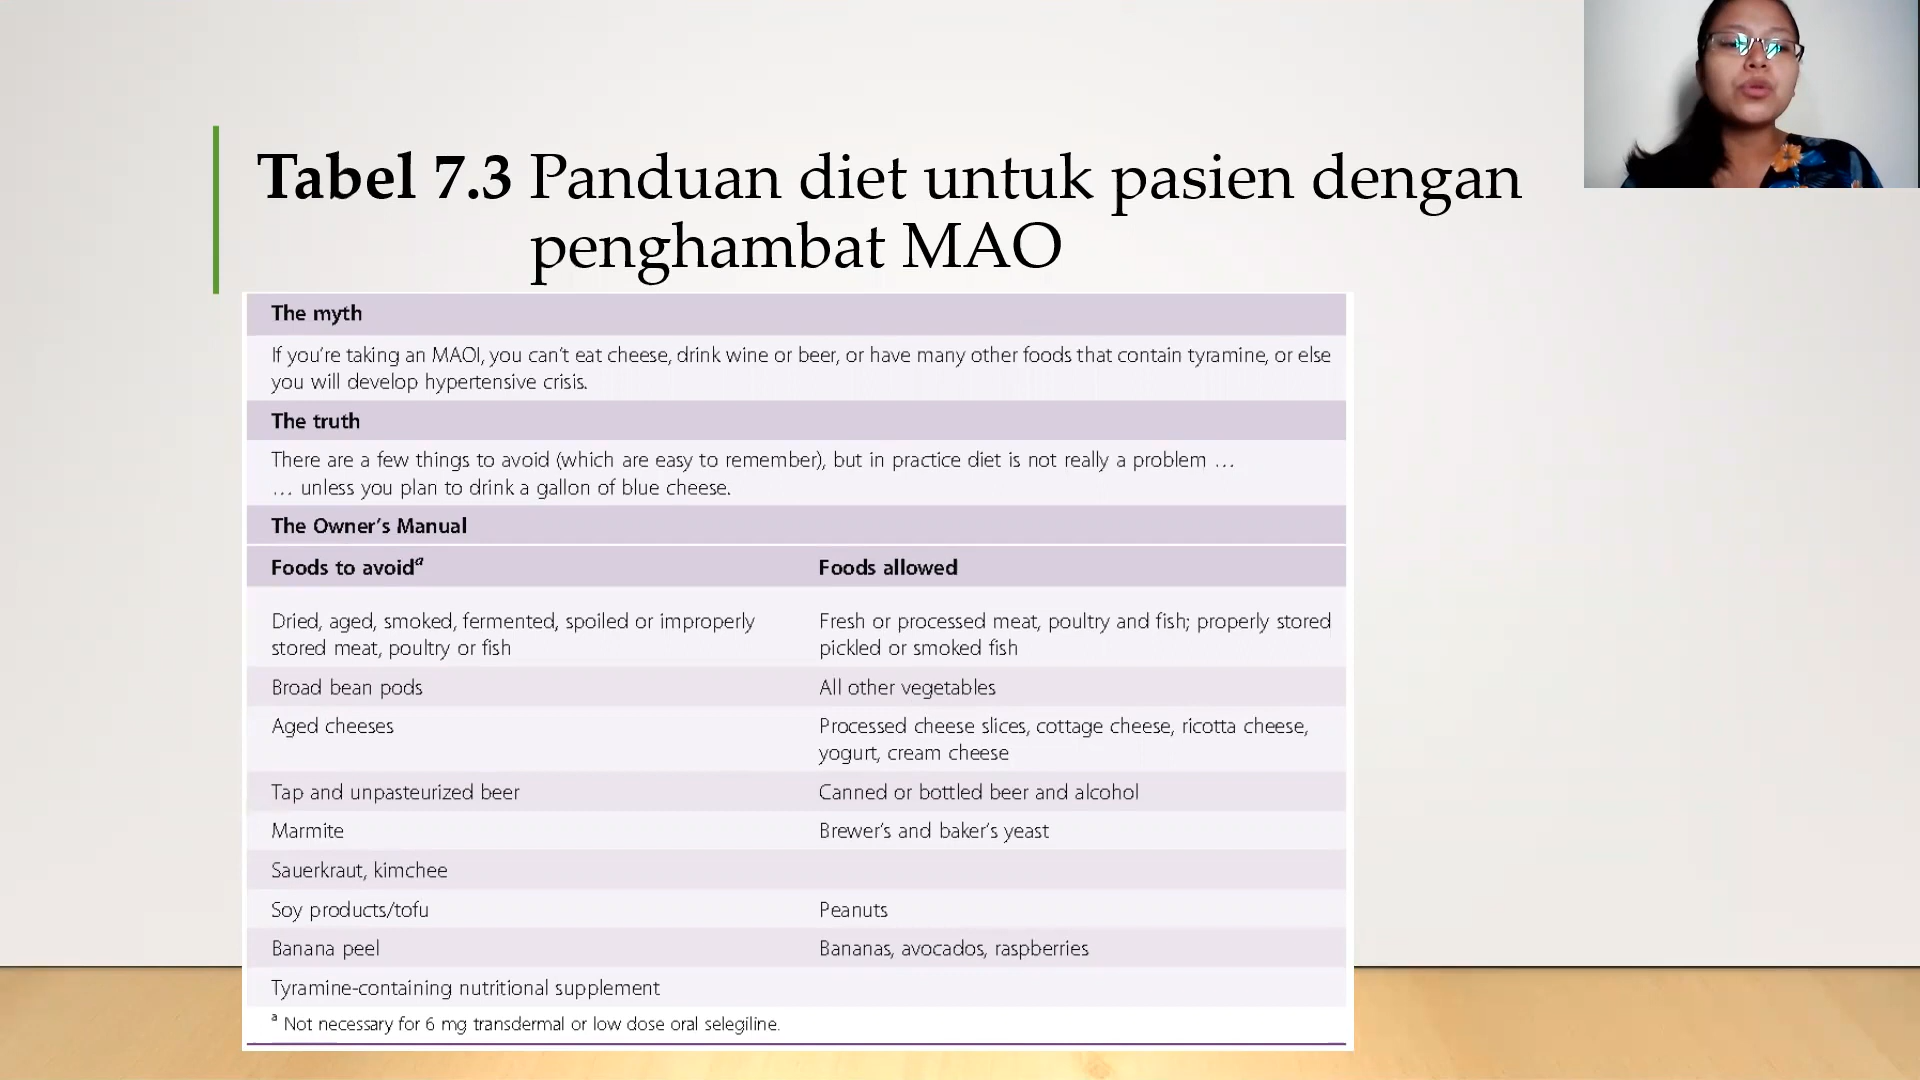 Tabel 7.3 Panduan diet untuk pasien dengan
penghambat MAO
The myth
If you're taking an MAOI, you can't eat cheese, drink wine or beer, or have many other foods that contain tyramine, or else
you will develop hypertensive crisis.
The truth
There are a few things to avoid (which are easy to remember), but in practice diet is not really a problem …
… unless you plan to drink a gallon of blue cheese.
The Owner's Manual
Foods to avoidᵃ Foods allowed
Dried, aged, smoked, fermented, spoiled or improperly
stored meat, poultry or fish
Fresh or processed meat, poultry and fish; properly stored
pickled or smoked fish
Broad bean pods All other vegetables
Aged cheeses
Processed cheese slices, cottage cheese, ricotta cheese,
yogurt, cream cheese
Tap and unpasteurized beer Canned or bottled beer and alcohol
Marmite Brewer's and baker's yeast
Sauerkraut, kimchee
Soy products/tofu Peanuts
Banana peel Bananas, avocados, raspberries
Tyramine-containing nutritional supplement
ᵃ Not necessary for 6 mg transdermal or low dose oral selegiline.